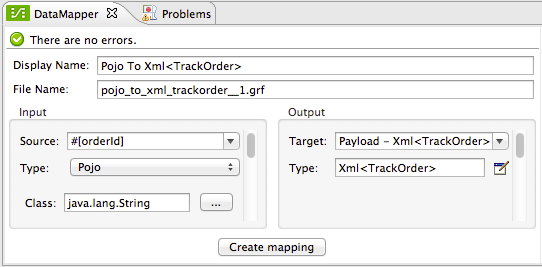 DataMapper Problems
There are no errors.
Display Name: Pojo To Xml<TrackOrder>
File Name: pojo_to_xml_trackorder__1.grf
Input Output
Source: #[orderId] Target: Payload - Xml<TrackOrder>
Type: Pojo Type: Xml<TrackOrder>
Class: java.lang.String ...
Create mapping